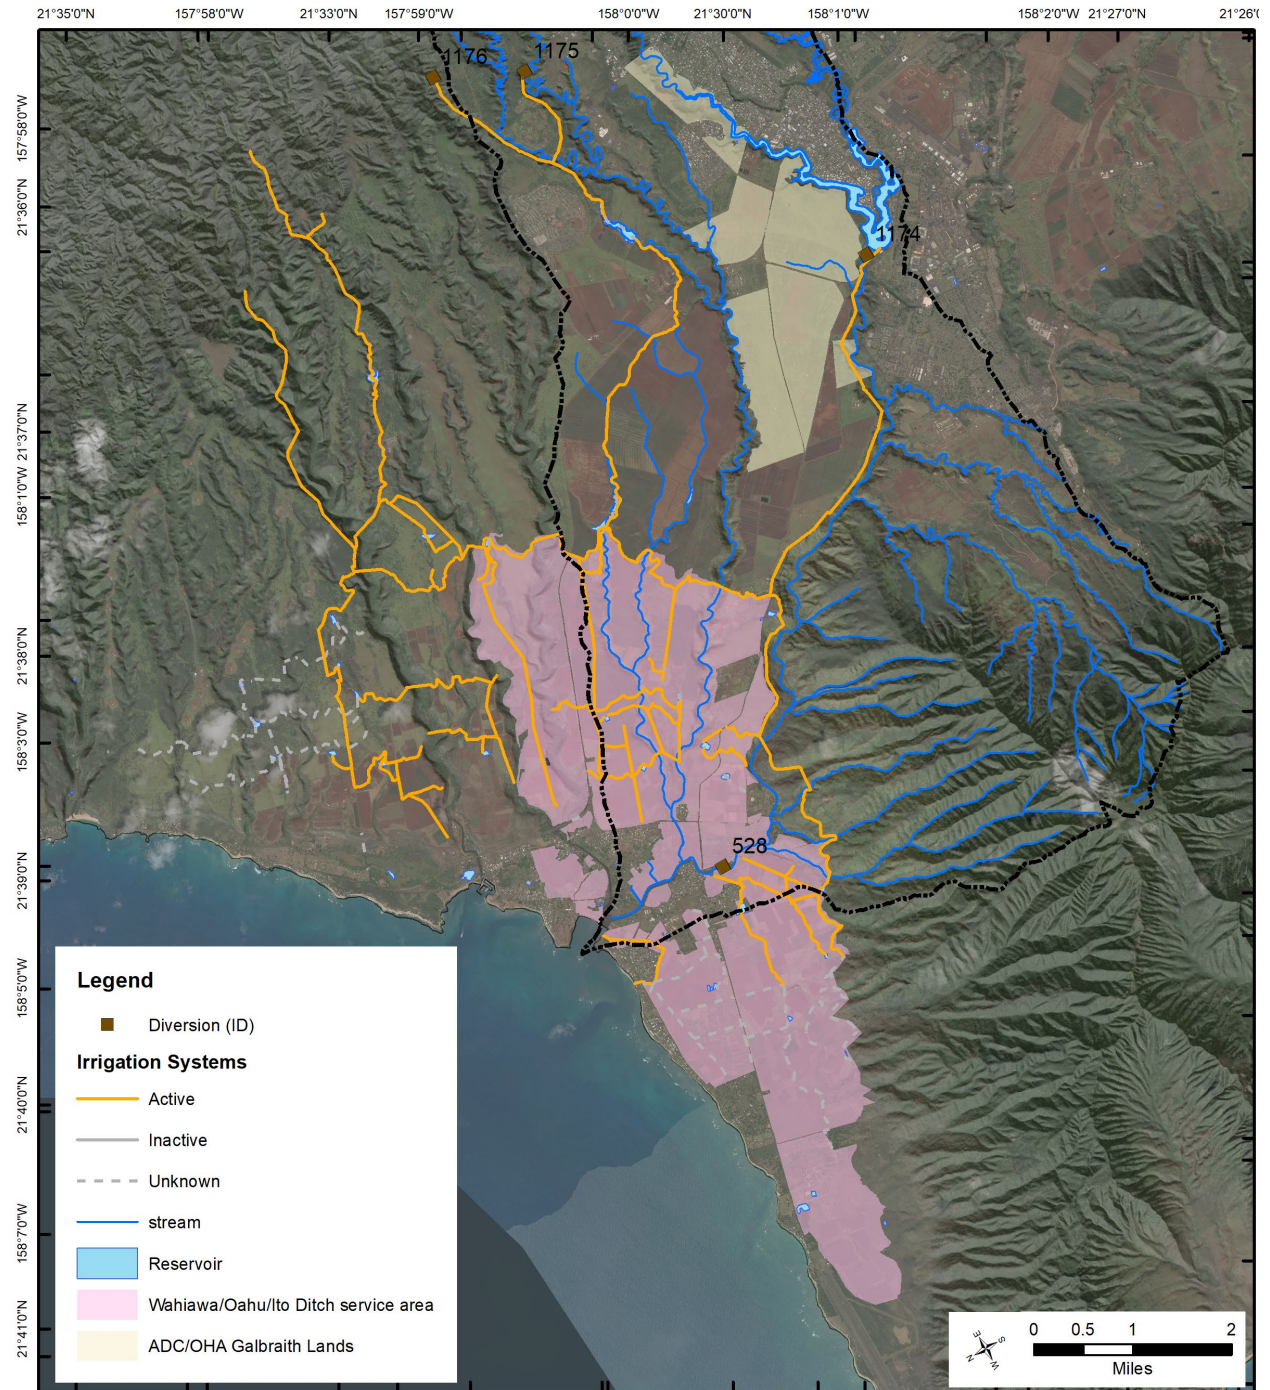 21°35'0"N 157°58'0"W 21°33'0"N 157°59'0"W 158°0'0"W 21°30'0"N 158°1'0"W 158°2'0"W 21°27'0"N
1176
1175
1174
528
157°58'0"W
21°36'0"N
21°37'0"N
158°1'0"W
21°38'0"N
158°3'0"W
21°39'0"N
158°5'0"W
21°40'0"N
158°7'0"W
21°41'0"N
Legend
Diversion (ID)
Irrigation Systems
Active
Inactive
Unknown
stream
Reservoir
Wahiawa/Oahu/Ito Ditch service area
ADC/OHA Galbraith Lands
N E S W
0 0.5 1 2
Miles